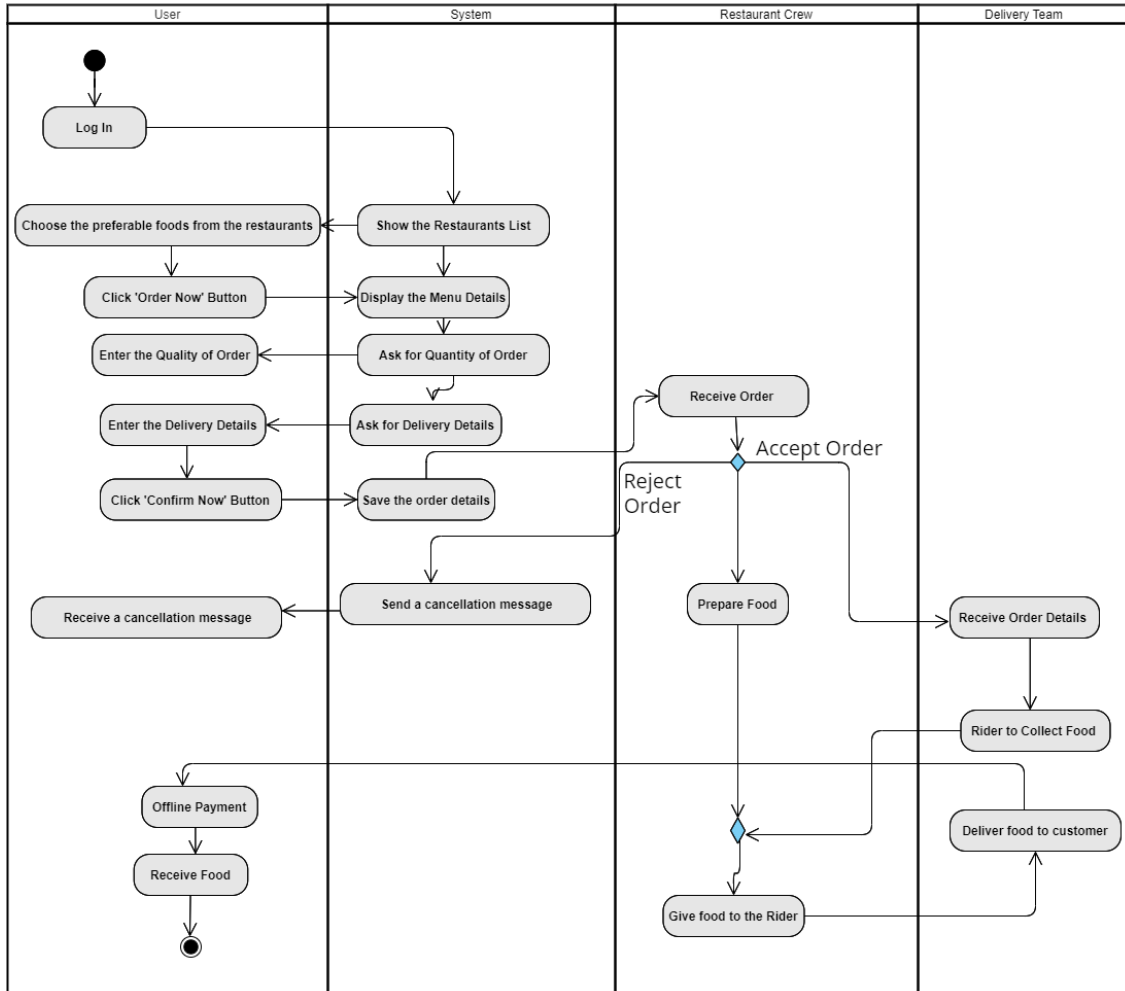 User
System
Restaurant Crew
Delivery Team
Log In
Choose the preferable foods from the restaurants
Show the Restaurants List
Click 'Order Now' Button
Display the Menu Details
Enter the Quality of Order
Ask for Quantity of Order
Receive Order
Enter the Delivery Details
Ask for Delivery Details
Accept Order
Reject
Order
Click 'Confirm Now' Button
Save the order details
Receive a cancellation message
Send a cancellation message
Prepare Food
Receive Order Details
Rider to Collect Food
Offline Payment
Deliver food to customer
Receive Food
Give food to the Rider